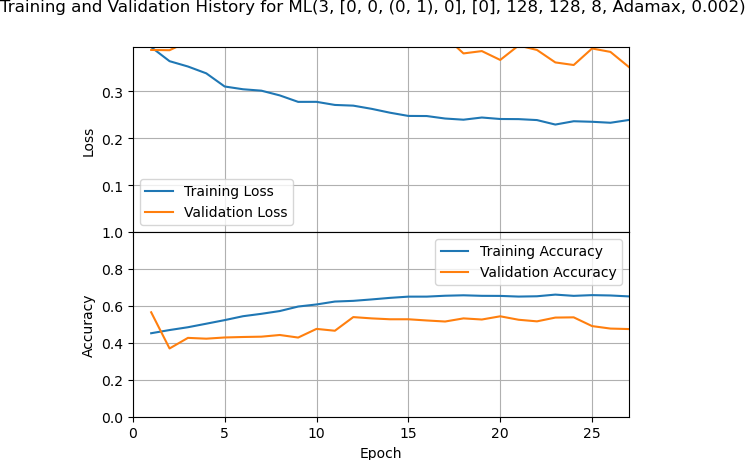 Training and Validation History for ML(3, [0, 0, (0, 1), 0], [0], 128, 128, 8, Adamax, 0.002)
0.3
0.2
0.1
Loss
Training Loss
Validation Loss
1.0
0.8
0.6
0.4
0.2
0.0
Accuracy
Training Accuracy
Validation Accuracy
0 5 10 15 20 25
Epoch